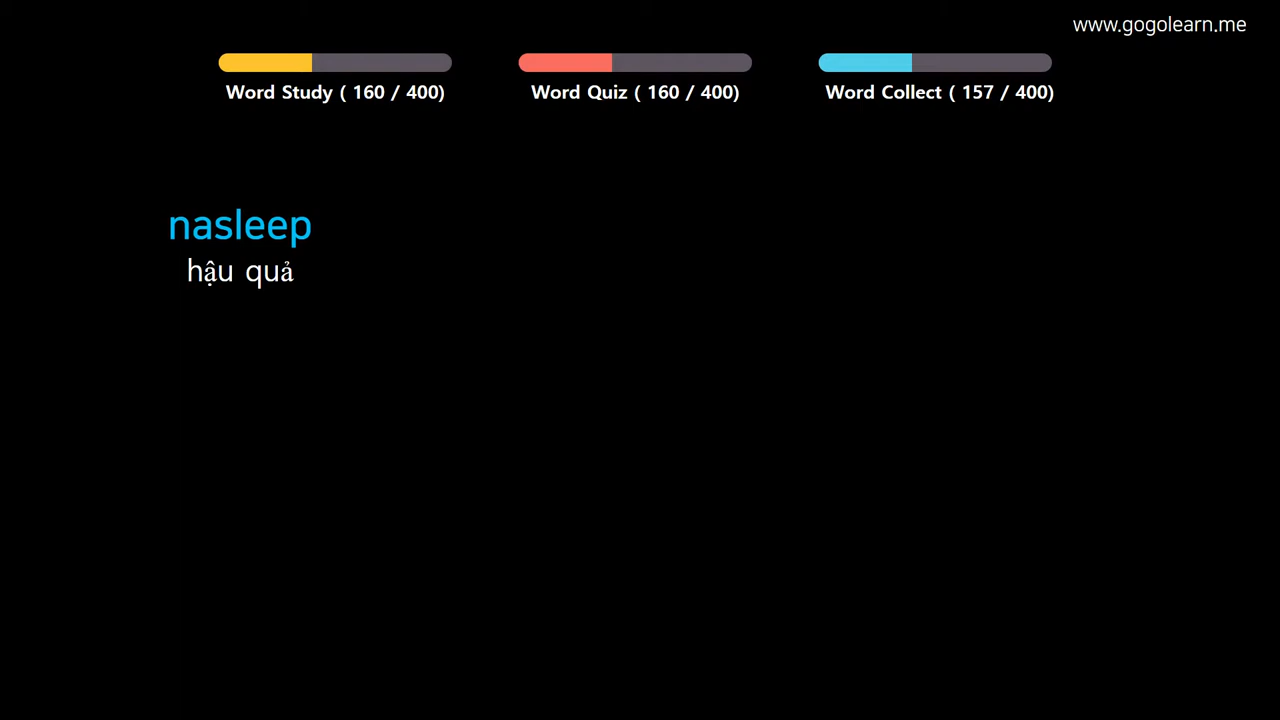 www.gogolearn.me
Word Study ( 160 / 400)
Word Quiz ( 160 / 400)
Word Collect ( 157 / 400)
nasleep
hậu quả